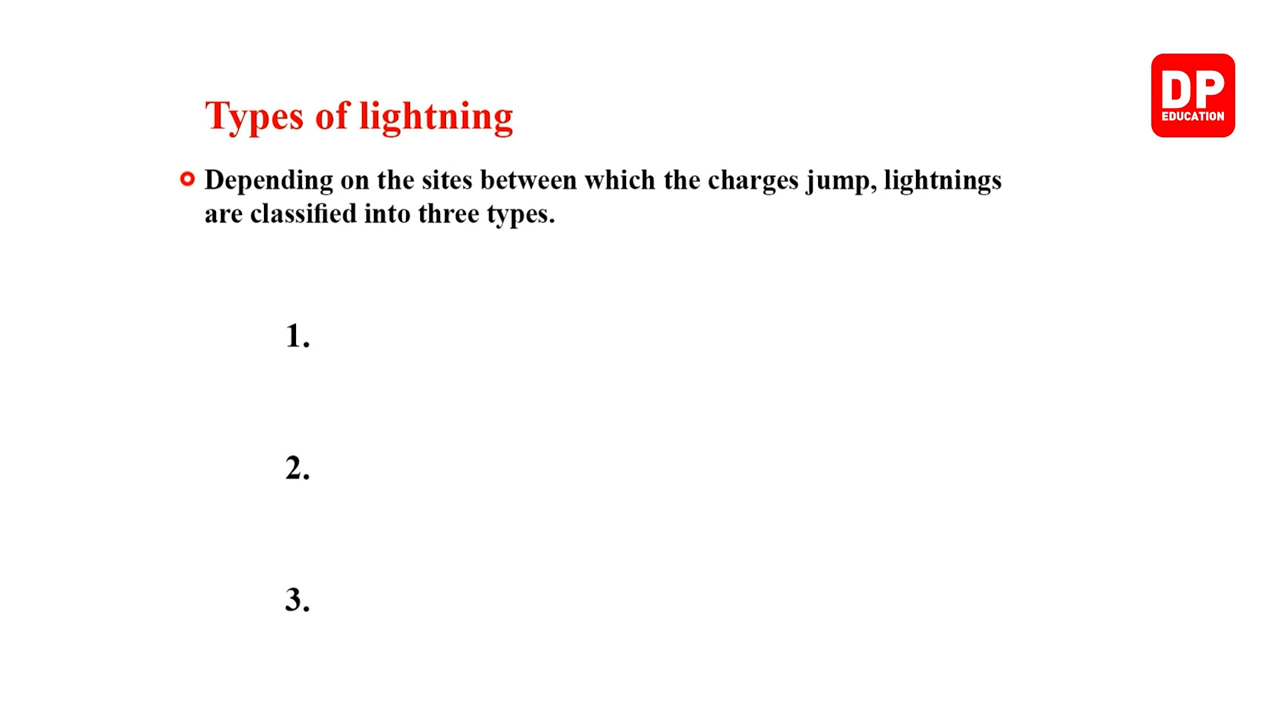 DP
EDUCATION
Types of lightning
Depending on the sites between which the charges jump, lightnings
are classified into three types.
1.
2.
3.